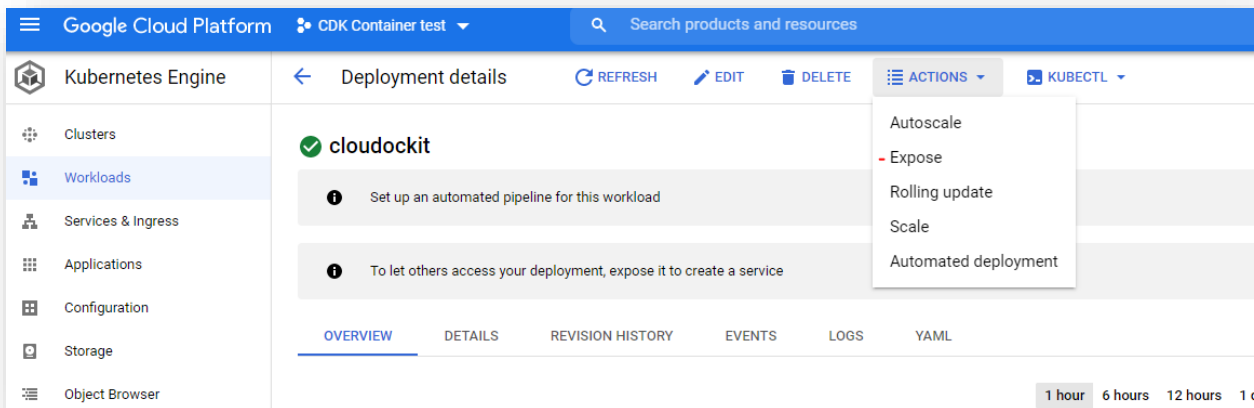 Google Cloud Platform CDK Container test Search products and resources
Kubernetes Engine Deployment details REFRESH EDIT DELETE ACTIONS KUBECTL
Clusters
Workloads
Services & Ingress
Applications
Configuration
Storage
Object Browser
cloudockit
Set up an automated pipeline for this workload
To let others access your deployment, expose it to create a service
Autoscale
Expose
Rolling update
Scale
Automated deployment
OVERVIEW DETAILS REVISION HISTORY EVENTS LOGS YAML
1 hour 6 hours 12 hours 1